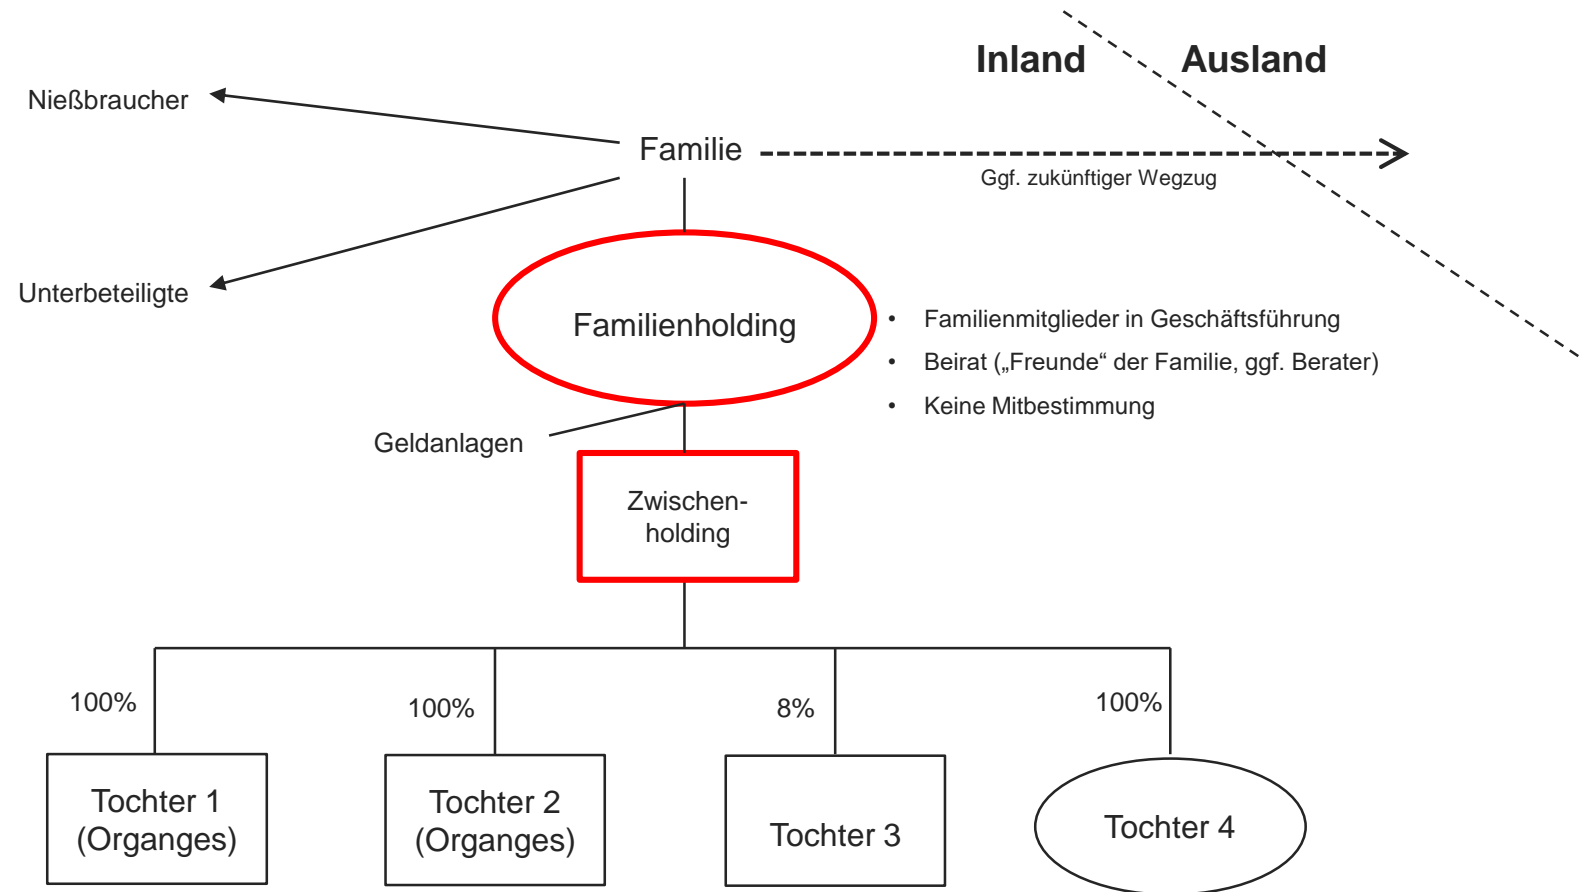 Inland
Ausland
Nießbraucher
Familie
Ggf. zukünftiger Wegzug
Unterbeteiligte
Familienholding
• Familienmitglieder in Geschäftsführung
• Beirat („Freunde“ der Familie, ggf. Berater)
• Keine Mitbestimmung
Geldanlagen
Zwischen-
holding
100%
100%
8%
100%
Tochter 1
(Organges)
Tochter 2
(Organges)
Tochter 3
Tochter 4